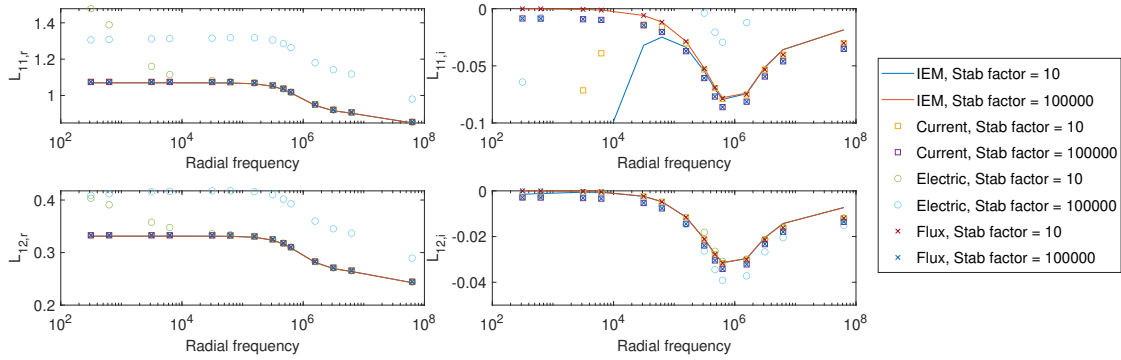 1.4
1.2
1
L11,r
10^2 10^4 10^6 10^8
Radial frequency
0
-0.05
-0.1
L11,i
10^2 10^4 10^6 10^8
Radial frequency
0.4
0.3
0.2
L12,r
10^2 10^4 10^6 10^8
Radial frequency
0
-0.02
-0.04
L12,i
10^2 10^4 10^6 10^8
Radial frequency
IEM, Stab factor = 10
IEM, Stab factor = 100000
Current, Stab factor = 10
Current, Stab factor = 100000
Electric, Stab factor = 10
Electric, Stab factor = 100000
Flux, Stab factor = 10
Flux, Stab factor = 100000